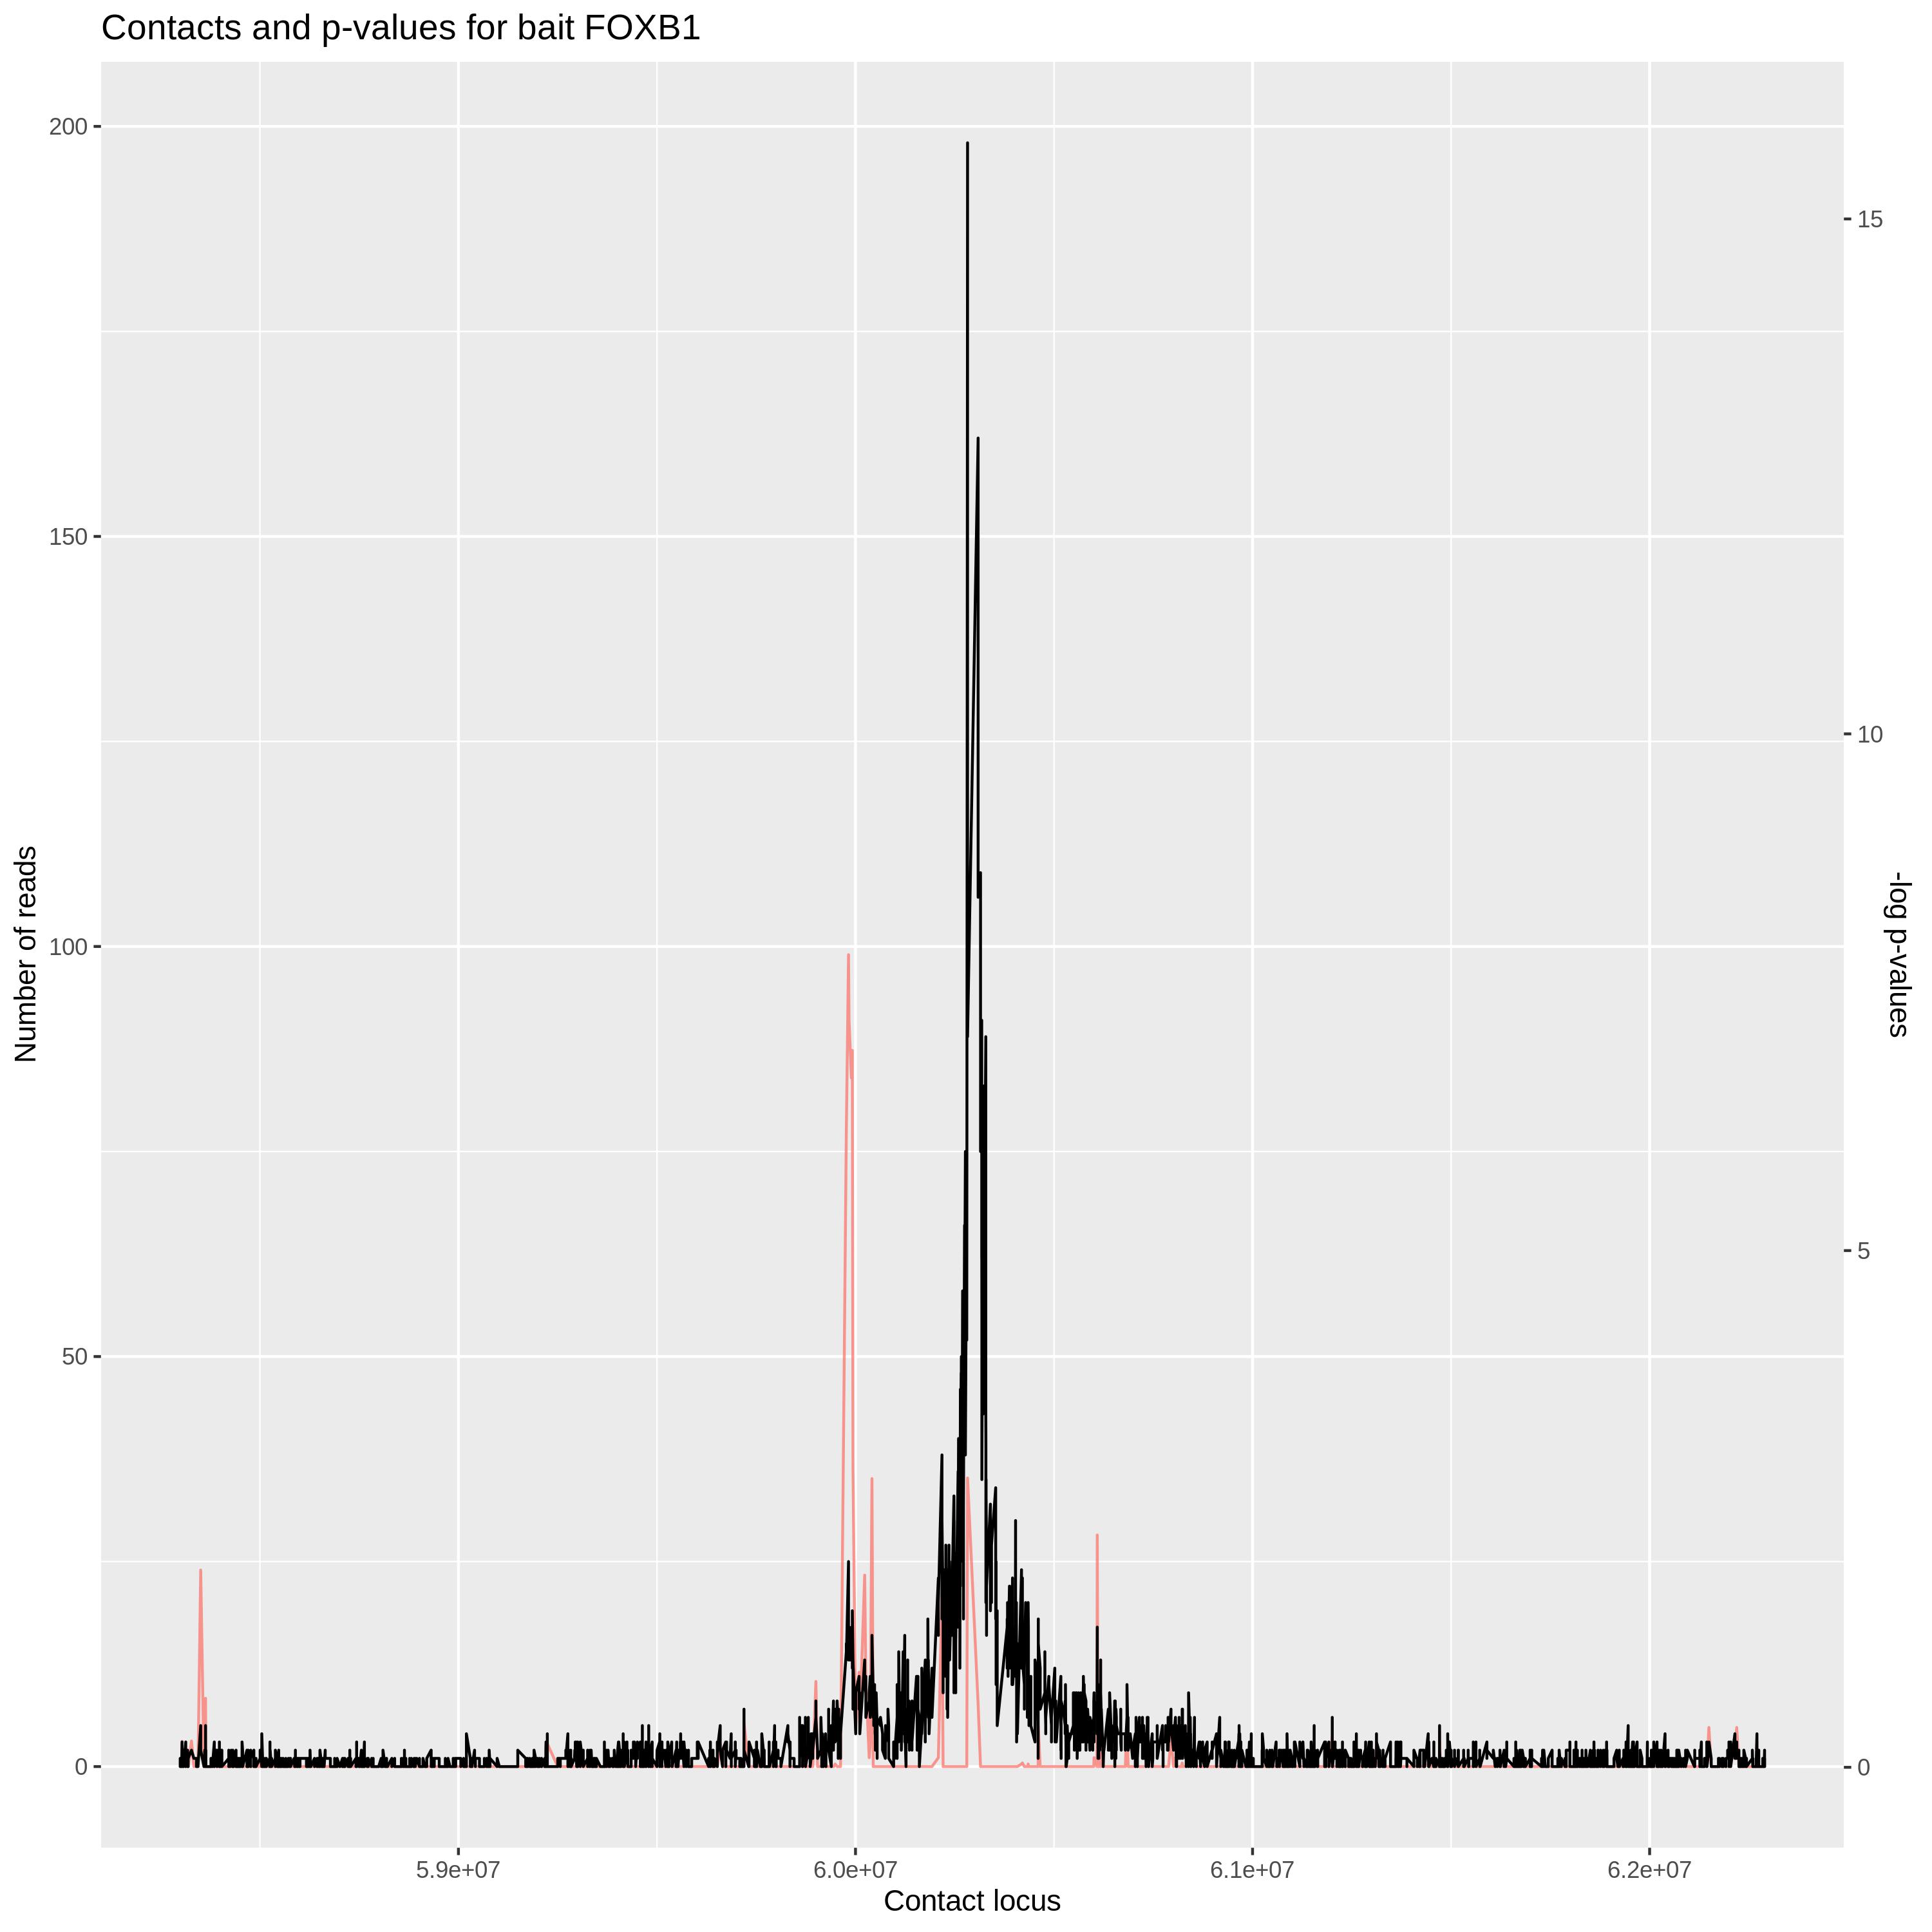 Contacts and p-values for bait FOXB1
200
150
100
50
0
Number of reads
15
10
5
0
-log p-values
5.9e+07
6.0e+07
6.1e+07
6.2e+07
Contact locus